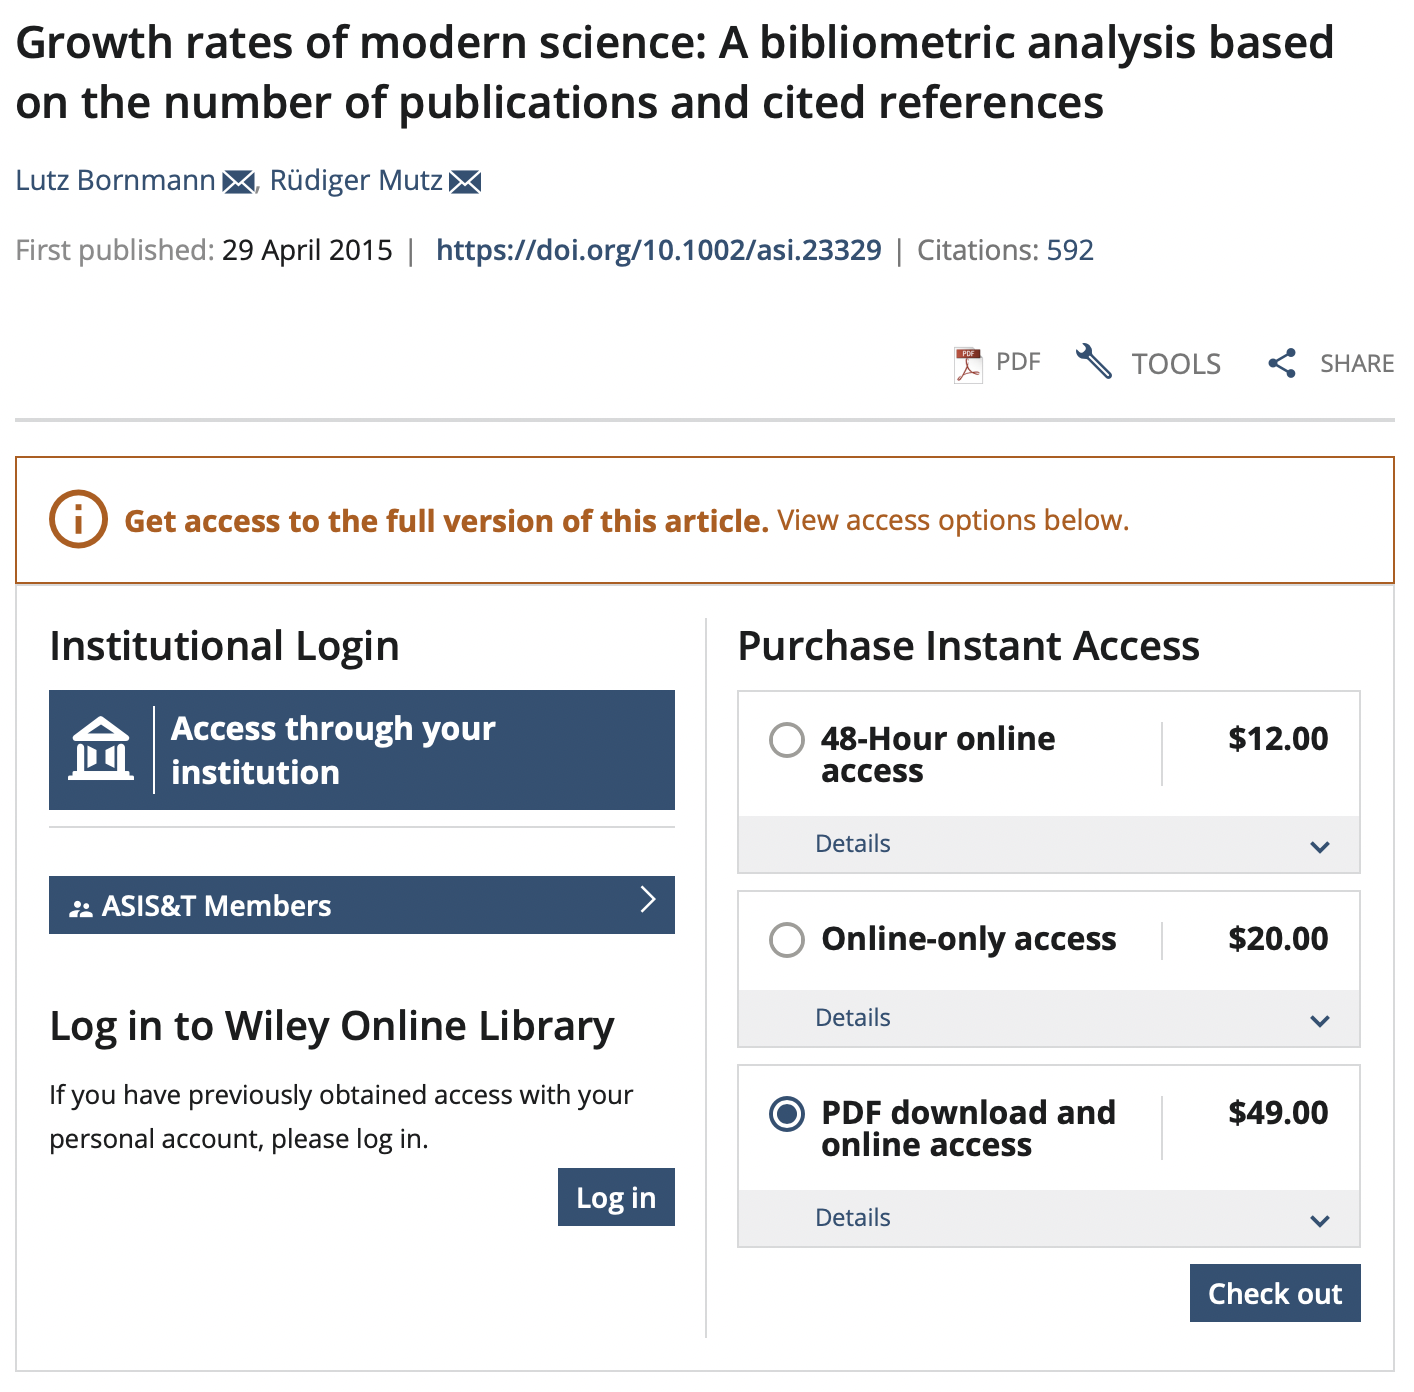 Growth rates of modern science: A bibliometric analysis based
on the number of publications and cited references
Lutz Bornmann, Rüdiger Mutz
First published: 29 April 2015 | https://doi.org/10.1002/asi.23329 | Citations: 592
PDF TOOLS SHARE
Get access to the full version of this article. View access options below.
Institutional Login
Access through your
institution
ASIS&T Members
Log in to Wiley Online Library
If you have previously obtained access with your
personal account, please log in.
Log in
Purchase Instant Access
48-Hour online
access
$12.00
Details
Online-only access $20.00
Details
PDF download and
online access
$49.00
Details
Check out